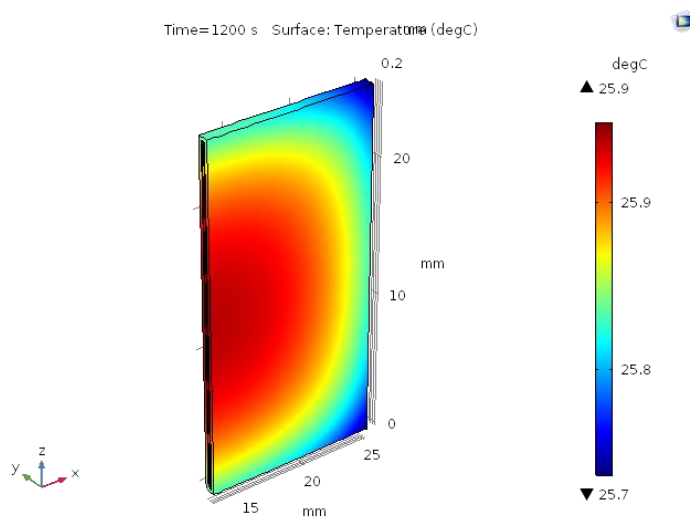 Time=1200 s Surface: Temperature (degC)
mm
0.2
degC
▲ 25.9
20
25.9
mm
10
25.8
0
z
y
x
25
20
15
mm
▼ 25.7